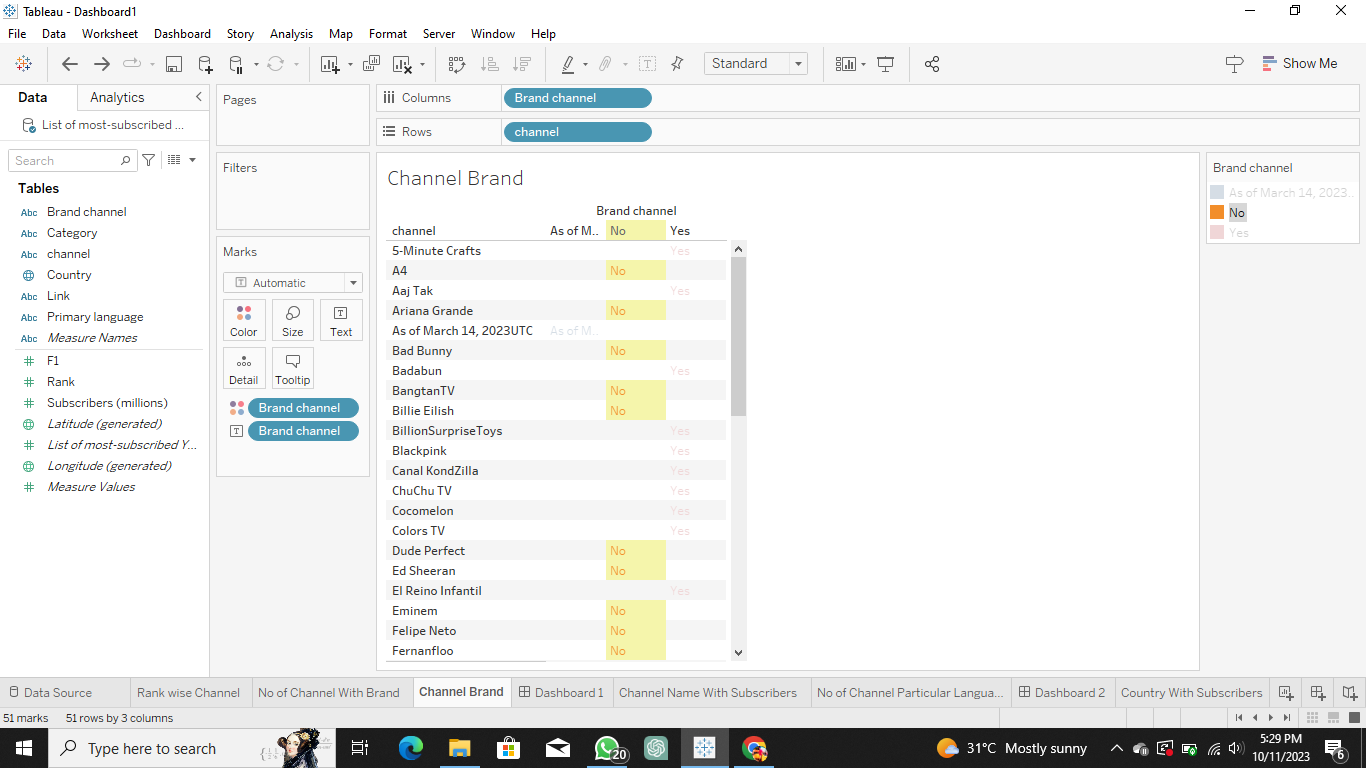 Tableau - Dashboard1
File Data Worksheet Dashboard Story Analysis Map Format Server Window Help
Standard
Show Me
Data Analytics
List of most-subscribed ...
Search
Tables
Abc Brand channel
Abc Category
Abc channel
Country
Abc Link
Abc Primary language
Abc Measure Names
# F1
# Rank
# Subscribers (millions)
Latitude (generated)
# List of most-subscribed Y...
Longitude (generated)
# Measure Values
Pages
Filters
Marks
T Automatic
Color Size Text
Detail Tooltip
Brand channel
T Brand channel
Columns Brand channel
Rows channel
Channel Brand
Brand channel
channel As of M.. No Yes
5-Minute Crafts Yes
A4 No
Aaj Tak Yes
Ariana Grande No
As of March 14, 2023UTC As of M..
Bad Bunny No
Badabun Yes
BangtanTV No
Billie Eilish No
BillionSurpriseToys Yes
Blackpink Yes
Canal KondZilla Yes
ChuChu TV Yes
Cocomelon Yes
Colors TV Yes
Dude Perfect No
Ed Sheeran No
El Reino Infantil Yes
Eminem No
Felipe Neto No
Fernanfloo No
Brand channel
As of March 14, 2023...
No
Yes
Data Source Rank wise Channel No of Channel With Brand Channel Brand Dashboard 1 Channel Name With Subscribers No of Channel Particular Langua... Dashboard 2 Country With Subscribers
51 marks 51 rows by 3 columns
Type here to search
20
31°C Mostly sunny
5:29 PM
10/11/2023
6